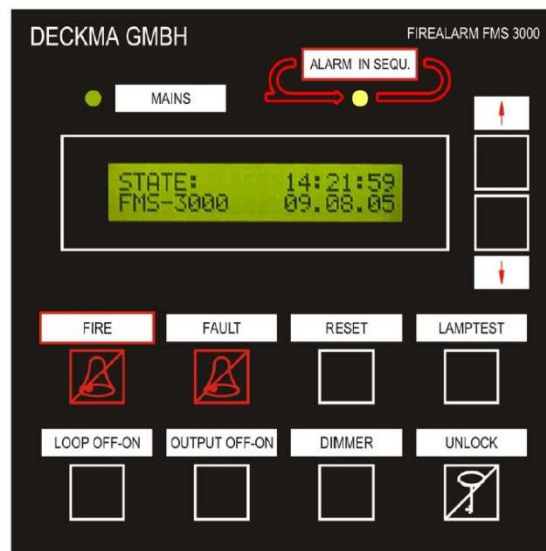 DECKMA GMBH
FIREALARM FMS 3000
ALARM IN SEQU.
MAINS
STATE: 14:21:59
FMS-3000 09.08.05
FIRE
FAULT
RESET
LAMPTEST
LOOP OFF-ON
OUTPUT OFF-ON
DIMMER
UNLOCK